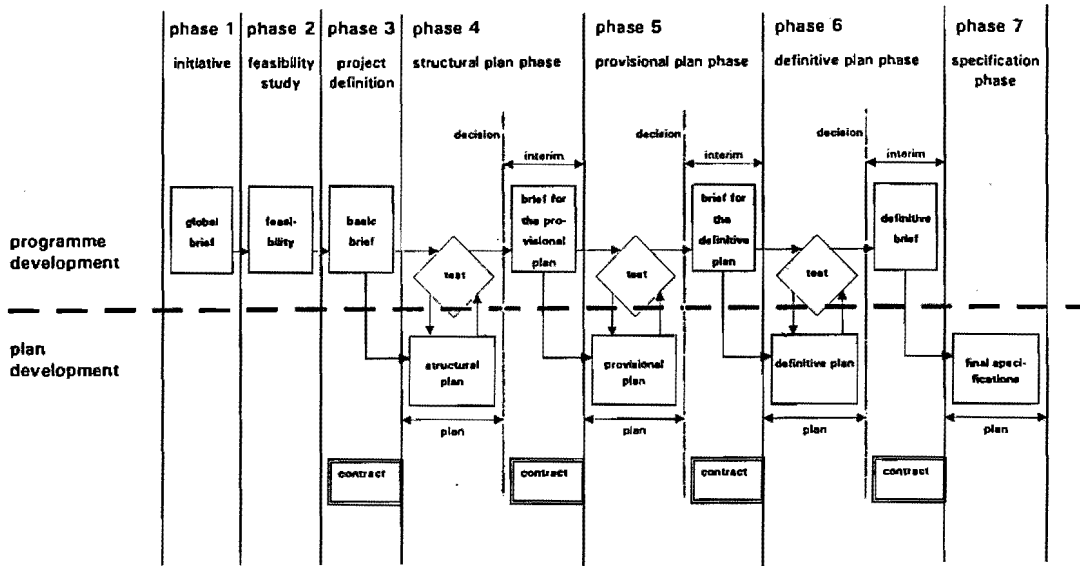 phase 1
initiative
phase 2
feasibility
study
phase 3
project
definition
phase 4
structural plan phase
phase 5
provisional plan phase
phase 6
definitive plan phase
phase 7
specification
phase
decision
decision
decision
interim
interim
interim
programme
development
global
brief
feasi-
bility
basic
brief
test
brief for
the pro-
visional
plan
test
brief for
the
definitive
plan
test
definitive
brief
plan
development
structural
plan
provisional
plan
definitive plan
final speci-
fications
plan
plan
plan
plan
contract
contract
contract
contract